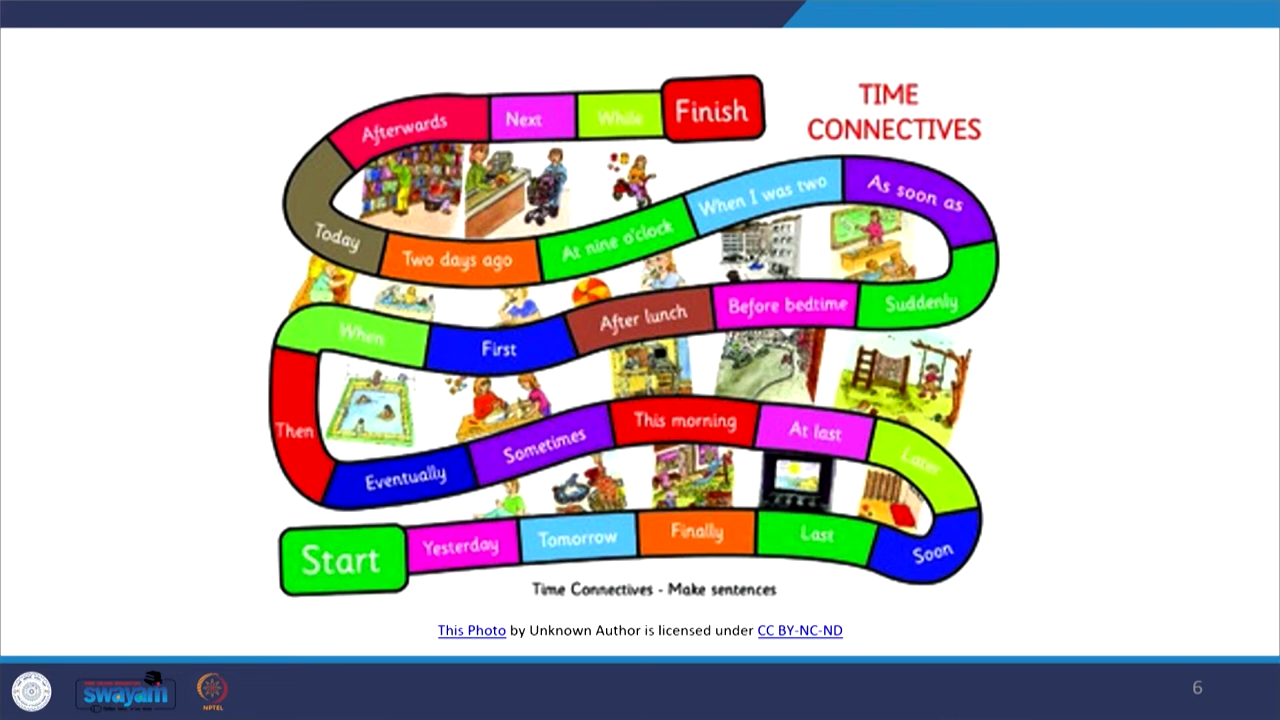 TIME
CONNECTIVES
Finish
While
Next
Afterwards
Today
Two days ago
At nine o'clock
When I was two
As soon as
Suddenly
Before bedtime
After lunch
First
When
Then
Eventually
Sometimes
This morning
At last
Later
Soon
Last
Finally
Tomorrow
Yesterday
Start
Time Connectives - Make sentences
This Photo by Unknown Author is licensed under CC BY-NC-ND
swayam
NPTEL
6